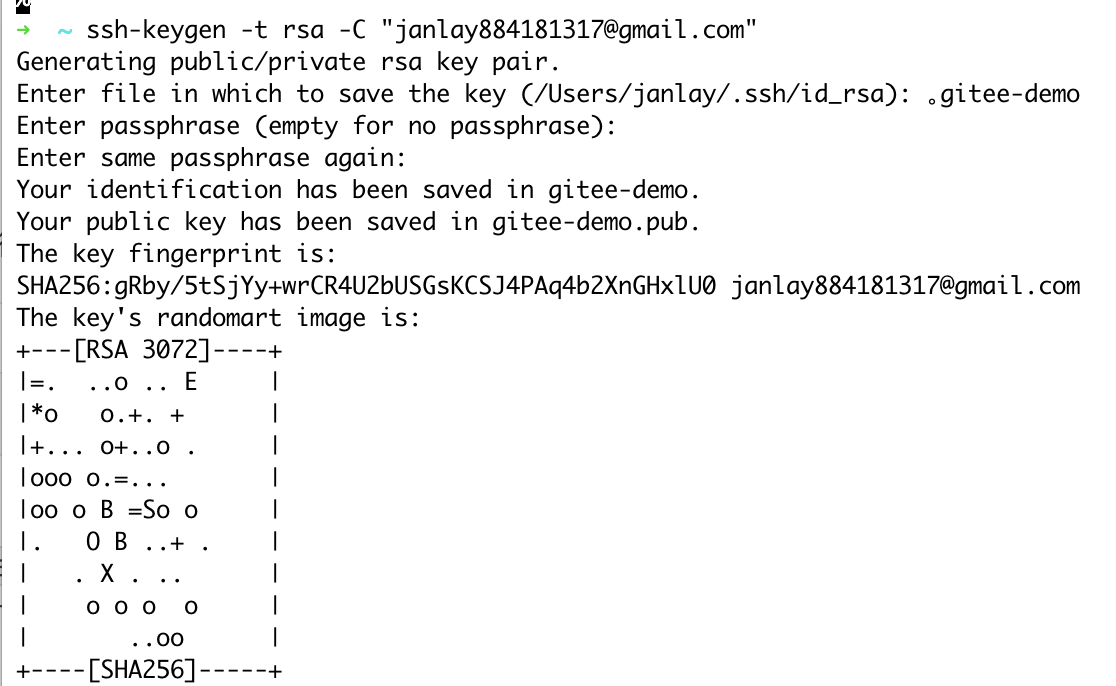 %
→ ~ ssh-keygen -t rsa -C "janlay884181317@gmail.com"
Generating public/private rsa key pair.
Enter file in which to save the key (/Users/janlay/.ssh/id_rsa): 。gitee-demo
Enter passphrase (empty for no passphrase):
Enter same passphrase again:
Your identification has been saved in gitee-demo.
Your public key has been saved in gitee-demo.pub.
The key fingerprint is:
SHA256:gRby/5tSjYy+wrCR4U2bUSGsKCSJ4PAq4b2XnGHxlU0 janlay884181317@gmail.com
The key's randomart image is:
+---[RSA 3072]----+
|=.  ..o .. E     |
|*o   o.+. +      |
|+... o+..o .     |
|ooo o.=...       |
|oo o B =So o     |
|.   O B ..+ .    |
|   . X . ..      |
|    o o o  o     |
|       ..oo      |
+----[SHA256]-----+